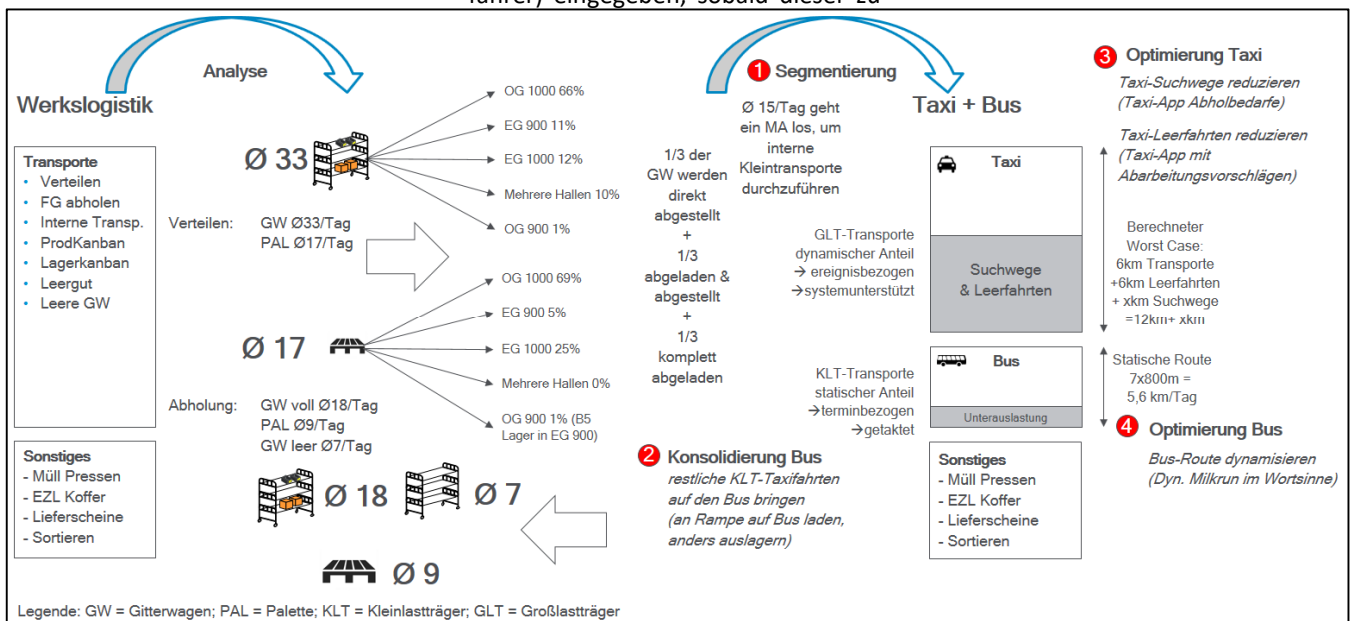 führer) eingegeben, sobald dieser zu
Analyse
Werkslogistik
Transporte
• Verteilen
• FG abholen
• Interne Transp.
• ProdKanban
• Lagerkanban
• Leergut
• Leere GW
Sonstiges
- Müll Pressen
- EZL Koffer
- Lieferscheine
- Sortieren
Ø 33
OG 1000 66%
EG 900 11%
EG 1000 12%
Mehrere Hallen 10%
OG 900 1%
Verteilen:
GW Ø33/Tag
PAL Ø17/Tag
Ø 17
OG 1000 69%
EG 900 5%
EG 1000 25%
Mehrere Hallen 0%
OG 900 1% (B5
Lager in EG 900)
Abholung:
GW voll Ø18/Tag
PAL Ø9/Tag
GW leer Ø7/Tag
Ø 18
Ø 7
Ø 9
1/3 der
GW werden
direkt
abgestellt
+
1/3
abgeladen &
abgestellt
+
1/3
komplett
abgeladen
1 Segmentierung
Ø 15/Tag geht
ein MA los, um
interne
Kleintransporte
durchzuführen
GLT-Transporte
dynamischer Anteil
→ ereignisbezogen
→systemunterstützt
KLT-Transporte
statischer Anteil
→terminbezogen
→getaktet
2 Konsolidierung Bus
restliche KLT-Taxifahrten
auf den Bus bringen
(an Rampe auf Bus laden,
anders auslagern)
Taxi + Bus
Taxi
Suchwege
& Leerfahrten
Bus
Unterauslastung
Sonstiges
- Müll Pressen
- EZL Koffer
- Lieferscheine
- Sortieren
3 Optimierung Taxi
Taxi-Suchwege reduzieren
(Taxi-App Abholbedarfe)
Taxi-Leerfahrten reduzieren
(Taxi-App mit
Abarbeitungsvorschlägen)
Berechneter
Worst Case:
6km Transporte
+6km Leerfahrten
+ xkm Suchwege
=12km+ xkm
Statische Route
7x800m =
5,6 km/Tag
4 Optimierung Bus
Bus-Route dynamisieren
(Dyn. Milkrun im Wortsinne)
Legende: GW = Gitterwagen; PAL = Palette; KLT = Kleinlastträger; GLT = Großlastträger